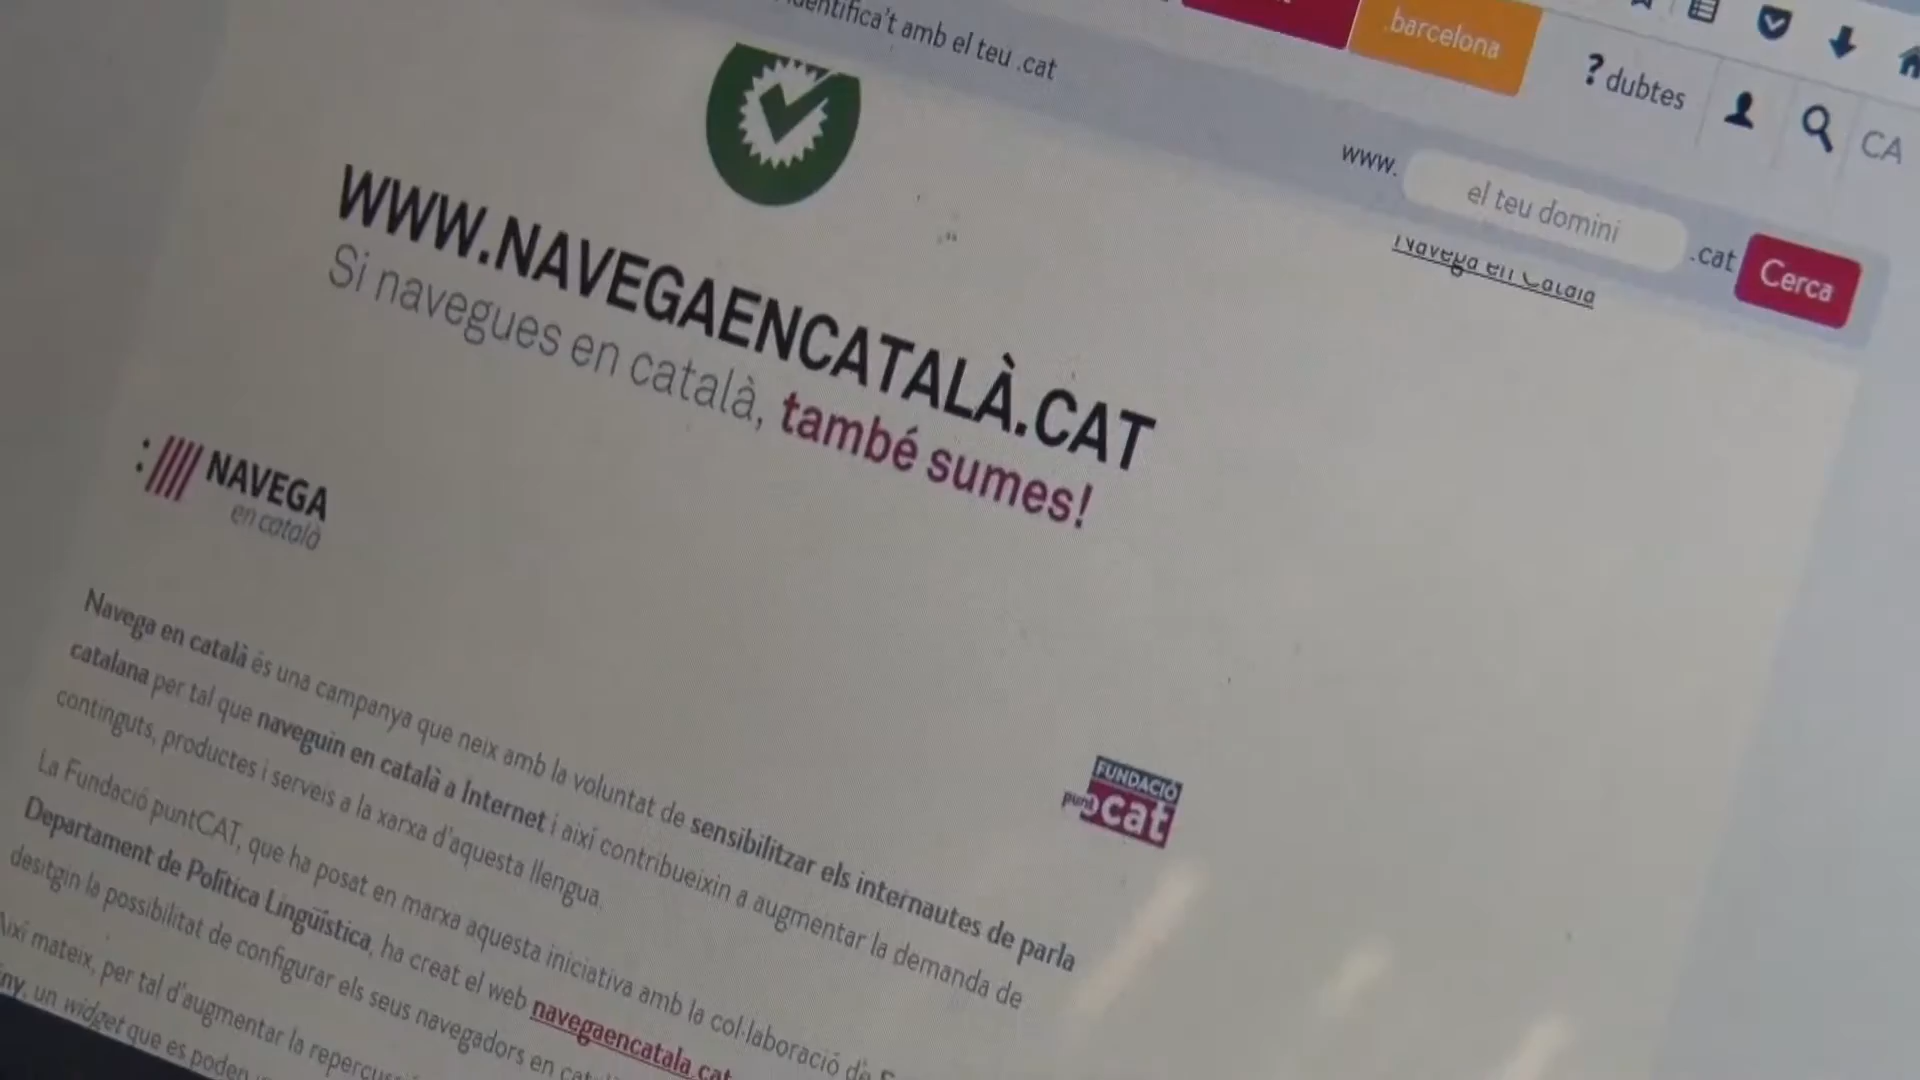 identifica't amb el teu .cat
.barcelona
? dubtes
CA
www.
el teu domini
.cat
Cerca
Navega en Català
WWW.NAVEGAENCATALÀ.CAT
Si navegues en català, també sumes!
NAVEGA
en català
FUNDACIÓ
punt
cat
Navega en català és una campanya que neix amb la voluntat de sensibilitzar els internautes de parla
catalana per tal que naveguin en català a Internet i així contribueixin a augmentar la demanda de
continguts, productes i serveis a la xarxa d'aquesta llengua.
La Fundació puntCAT, que ha posat en marxa aquesta iniciativa amb la col·laboració de
Departament de Política Lingüística, ha creat el web navegaencatala.cat
desitgin la possibilitat de configurar els seus navegadors en
Així mateix, per tal d'augmentar la
un widget que es poden